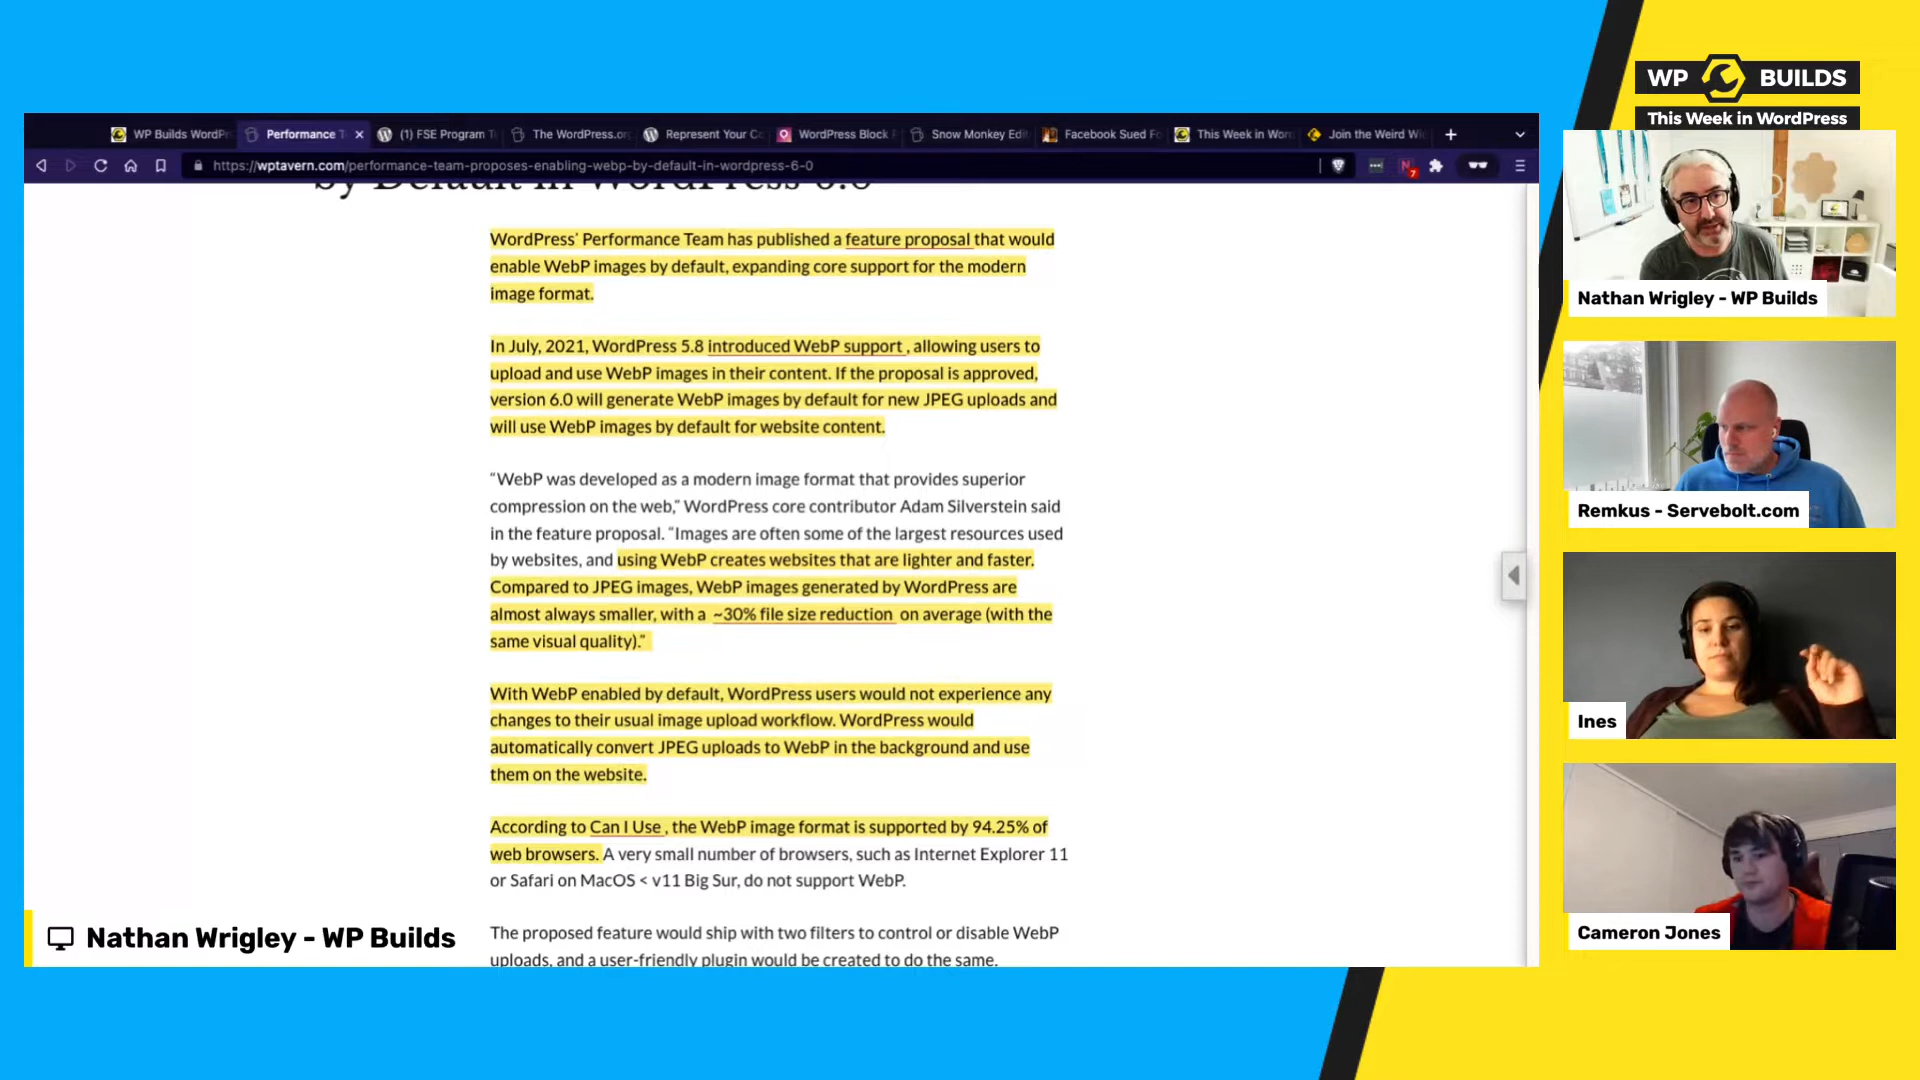 WP BUILDS
This Week in WordPress
WP Builds WordPr
Performance T
(1) FSE Program T
The WordPress.or
Represent Your C
WordPress Block
Snow Monkey Edi
Facebook Sued Fo
This Week in Wor
Join the Weird Wi
https://wptavern.com/performance-team-proposes-enabling-webp-by-default-in-wordpress-6-0
7
by Default in WordPress 6.0
WordPress' Performance Team has published a feature proposal that would
enable WebP images by default, expanding core support for the modern
image format.
In July, 2021, WordPress 5.8 introduced WebP support , allowing users to
upload and use WebP images in their content. If the proposal is approved,
version 6.0 will generate WebP images by default for new JPEG uploads and
will use WebP images by default for website content.
“WebP was developed as a modern image format that provides superior
compression on the web,” WordPress core contributor Adam Silverstein said
in the feature proposal. “Images are often some of the largest resources used
by websites, and using WebP creates websites that are lighter and faster.
Compared to JPEG images, WebP images generated by WordPress are
almost always smaller, with a ~30% file size reduction on average (with the
same visual quality).”
With WebP enabled by default, WordPress users would not experience any
changes to their usual image upload workflow. WordPress would
automatically convert JPEG uploads to WebP in the background and use
them on the website.
According to Can I Use , the WebP image format is supported by 94.25% of
web browsers. A very small number of browsers, such as Internet Explorer 11
or Safari on MacOS < v11 Big Sur, do not support WebP.
The proposed feature would ship with two filters to control or disable WebP
uploads, and a user-friendly plugin would be created to do the same.
Nathan Wrigley - WP Builds
Nathan Wrigley - WP Builds
Remkus - Servebolt.com
Ines
Cameron Jones